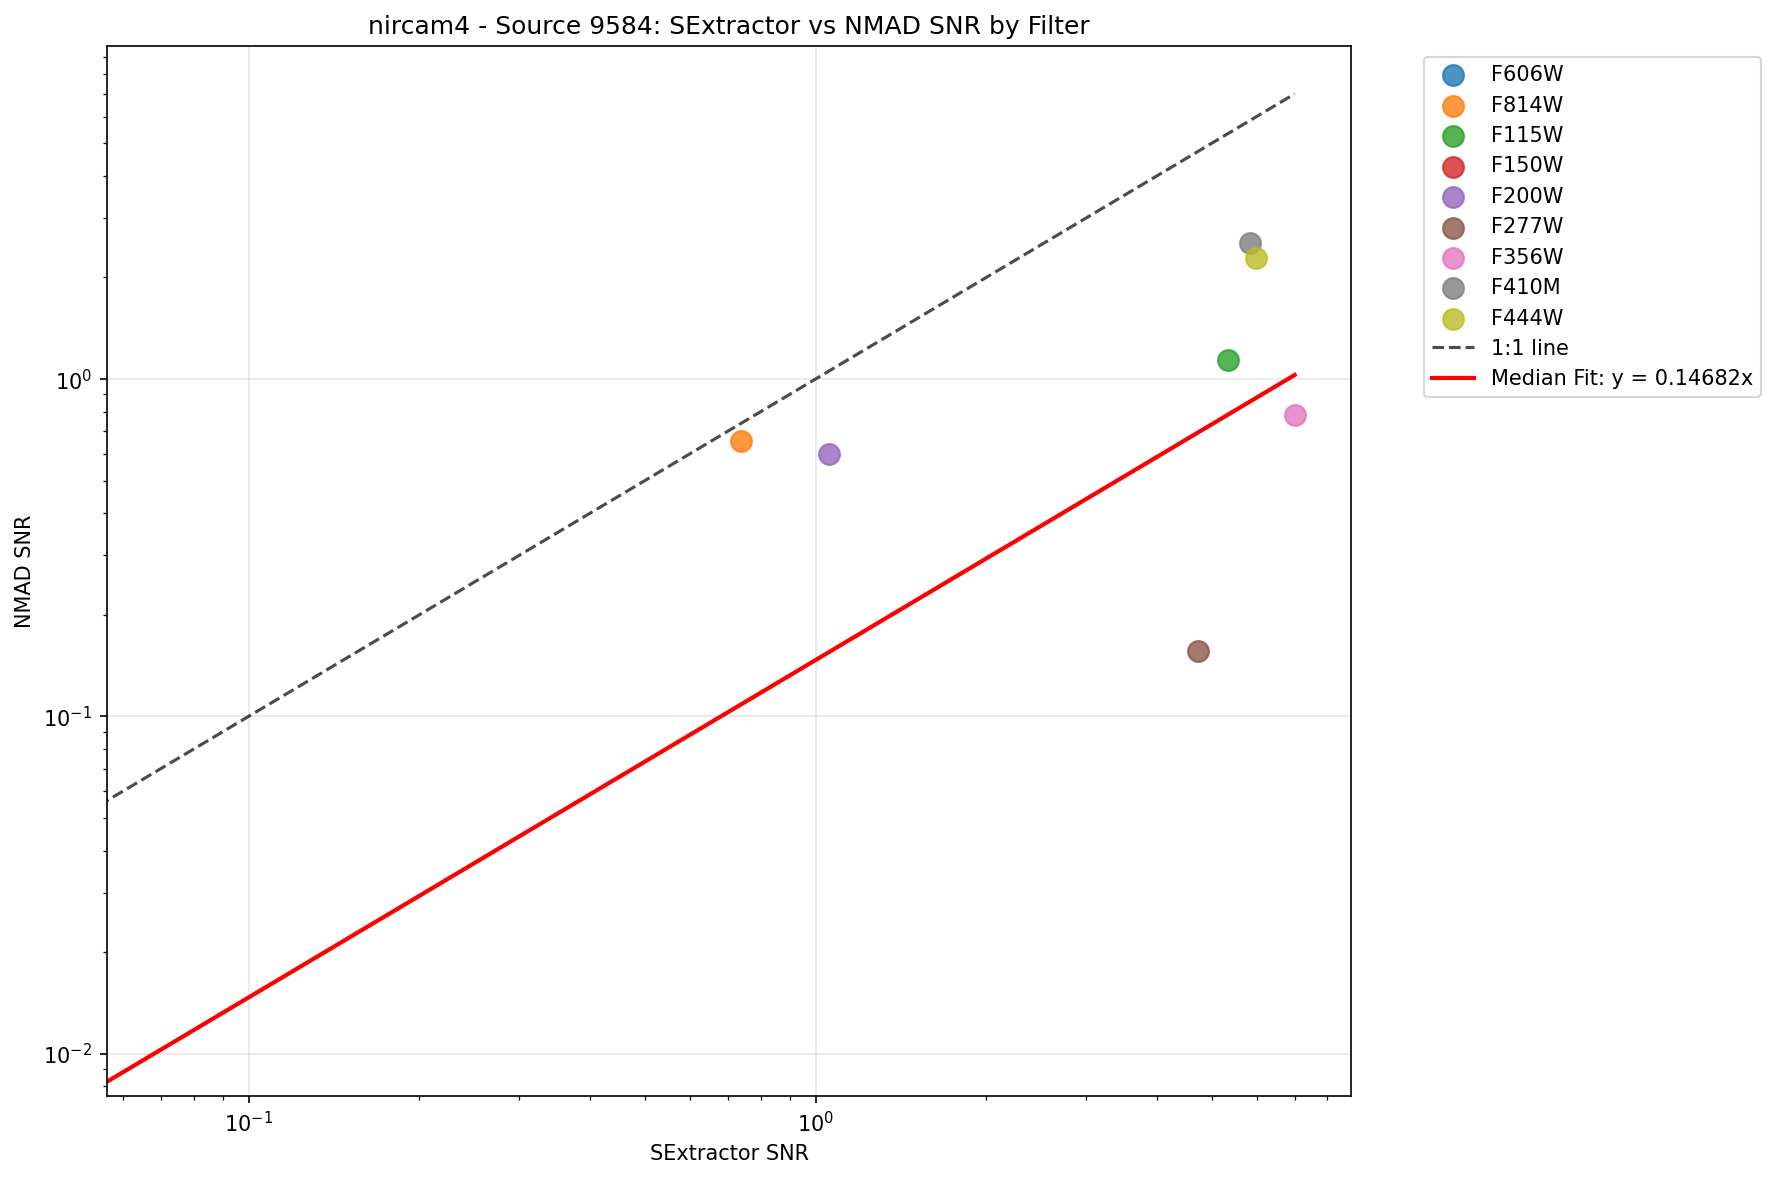 nircam4 - Source 9584: SExtractor vs NMAD SNR by Filter
F606W
F814W
F115W
F150W
F200W
F277W
F356W
F410M
F444W
1:1 line
Median Fit: y = 0.14682x
NMAD SNR
10⁰
10⁻¹
10⁻²
10⁻¹ 10⁰
SExtractor SNR